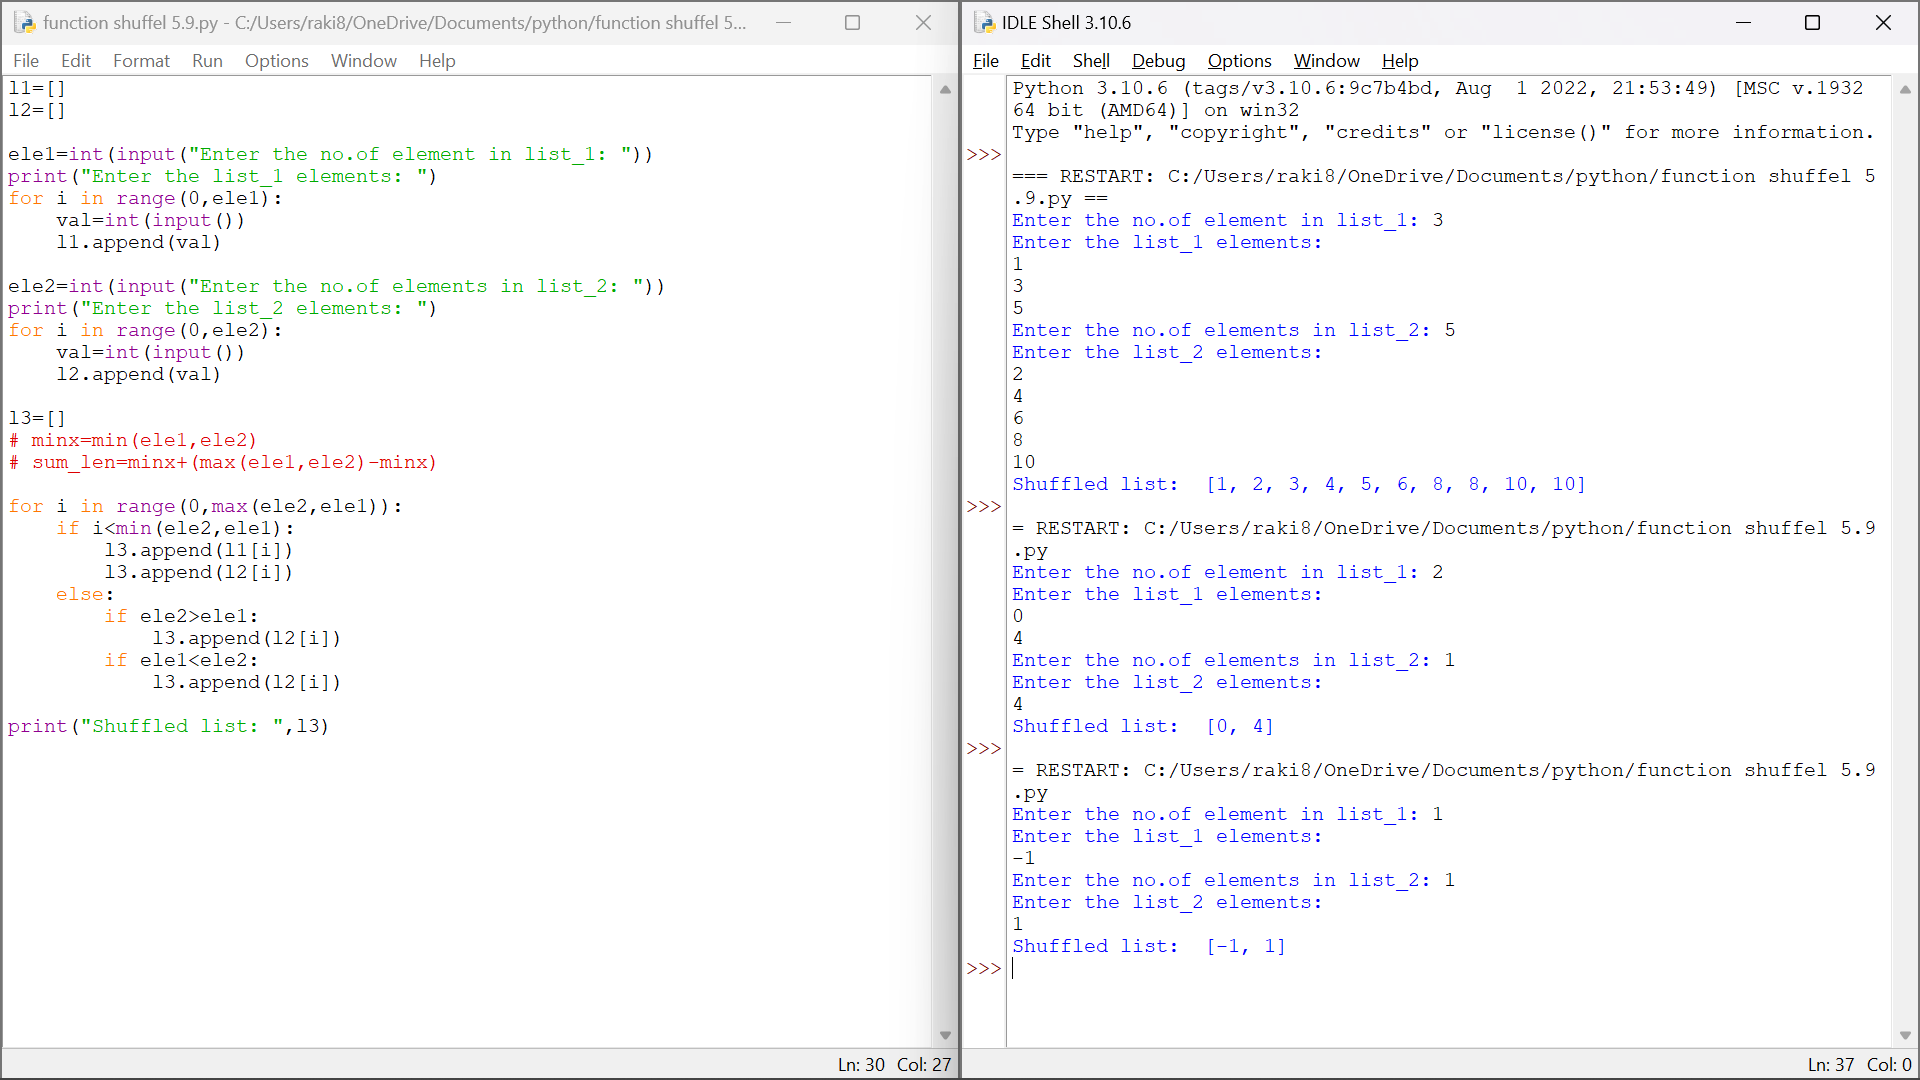 function shuffel 5.9.py - C:/Users/raki8/OneDrive/Documents/python/function shuffel 5...
File Edit Format Run Options Window Help
l1=[]
l2=[]
ele1=int(input("Enter the no.of element in list_1: "))
print("Enter the list_1 elements: ")
for i in range(0,ele1):
    val=int(input())
    l1.append(val)
ele2=int(input("Enter the no.of elements in list_2: "))
print("Enter the list_2 elements: ")
for i in range(0,ele2):
    val=int(input())
    l2.append(val)
l3=[]
# minx=min(ele1,ele2)
# sum_len=minx+(max(ele1,ele2)-minx)
for i in range(0,max(ele2,ele1)):
    if i<min(ele2,ele1):
        l3.append(l1[i])
        l3.append(l2[i])
    else:
        if ele2>ele1:
            l3.append(l2[i])
        if ele1<ele2:
            l3.append(l2[i])
print("Shuffled list: ",l3)
Ln: 30 Col: 27
IDLE Shell 3.10.6
File Edit Shell Debug Options Window Help
Python 3.10.6 (tags/v3.10.6:9c7b4bd, Aug  1 2022, 21:53:49) [MSC v.1932
64 bit (AMD64)] on win32
Type "help", "copyright", "credits" or "license()" for more information.
>>>
=== RESTART: C:/Users/raki8/OneDrive/Documents/python/function shuffel 5
.9.py ==
Enter the no.of element in list_1: 3
Enter the list_1 elements:
1
3
5
Enter the no.of elements in list_2: 5
Enter the list_2 elements:
2
4
6
8
10
Shuffled list:  [1, 2, 3, 4, 5, 6, 8, 8, 10, 10]
>>>
= RESTART: C:/Users/raki8/OneDrive/Documents/python/function shuffel 5.9
.py
Enter the no.of element in list_1: 2
Enter the list_1 elements:
0
4
Enter the no.of elements in list_2: 1
Enter the list_2 elements:
4
Shuffled list:  [0, 4]
>>>
= RESTART: C:/Users/raki8/OneDrive/Documents/python/function shuffel 5.9
.py
Enter the no.of element in list_1: 1
Enter the list_1 elements:
-1
Enter the no.of elements in list_2: 1
Enter the list_2 elements:
1
Shuffled list:  [-1, 1]
>>>
Ln: 37 Col: 0